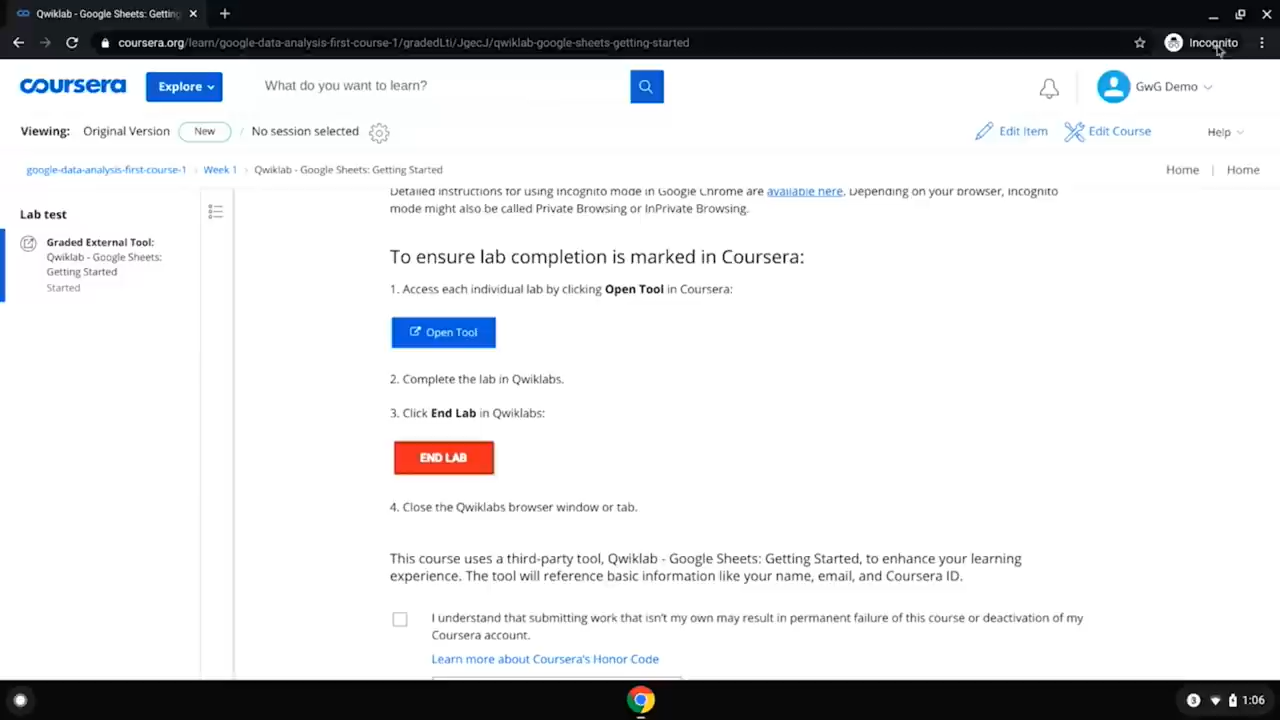 Qwiklab - Google Sheets: Getting
coursera.org/learn/google-data-analysis-first-course-1/gradedLti/JgecJ/qwiklab-google-sheets-getting-started
Incognito
coursera
Explore
What do you want to learn?
GwG Demo
Viewing: Original Version New / No session selected
Edit Item
Edit Course
Help
google-data-analysis-first-course-1 › Week 1 › Qwiklab - Google Sheets: Getting Started
Home | Home
Lab test
Graded External Tool:
Qwiklab - Google Sheets:
Getting Started
Started
Detailed instructions for using Incognito mode in Google Chrome are available here. Depending on your browser, Incognito
mode might also be called Private Browsing or InPrivate Browsing.
To ensure lab completion is marked in Coursera:
1. Access each individual lab by clicking Open Tool in Coursera:
Open Tool
2. Complete the lab in Qwiklabs.
3. Click End Lab in Qwiklabs:
END LAB
4. Close the Qwiklabs browser window or tab.
This course uses a third-party tool, Qwiklab - Google Sheets: Getting Started, to enhance your learning
experience. The tool will reference basic information like your name, email, and Coursera ID.
I understand that submitting work that isn't my own may result in permanent failure of this course or deactivation of my
Coursera account.
Learn more about Coursera's Honor Code
3
1:06